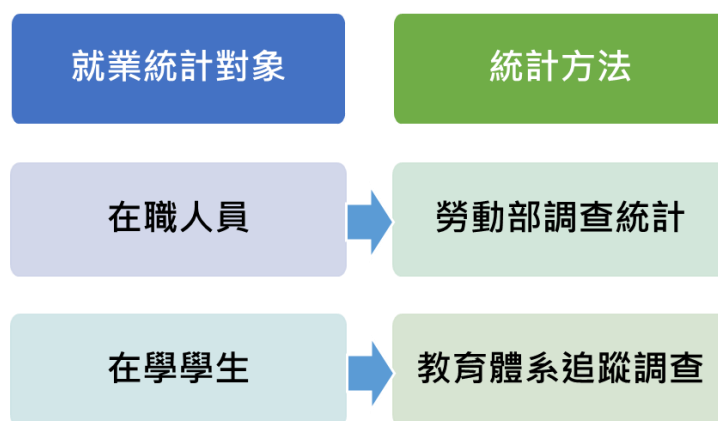 就業統計對象
統計方法
在職人員
勞動部調查統計
在學學生
教育體系追蹤調查